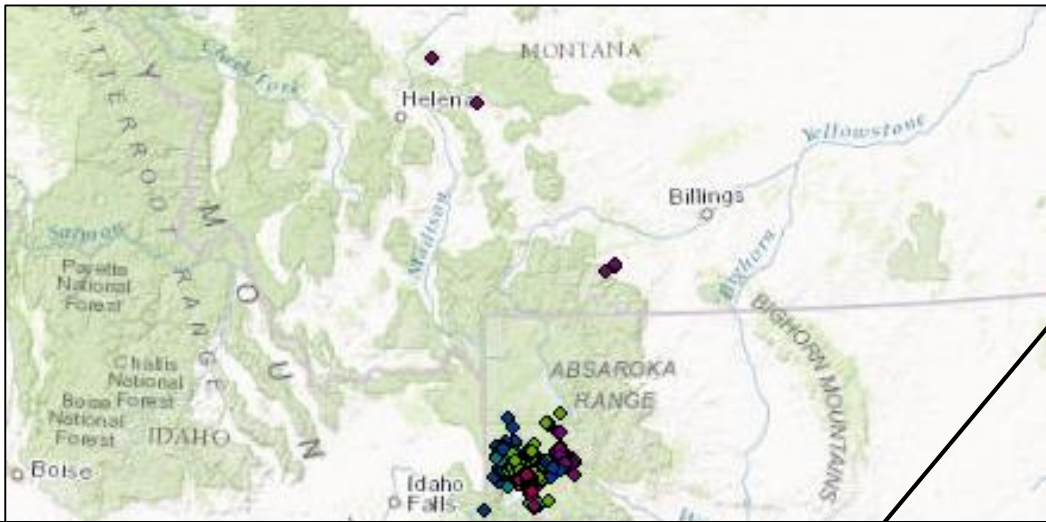 MONTANA
Clark Fork
Helena
BITTERROOT RANGE
Yellowstone
Billings
Madison
Salmon
Bighorn
Payette
National
Forest
MOUN
BIGHORN MOUNTAINS
Challis
National
Forest
ABSAROKA
RANGE
Boise
National
Forest
IDAHO
Boise
Idaho
Falls